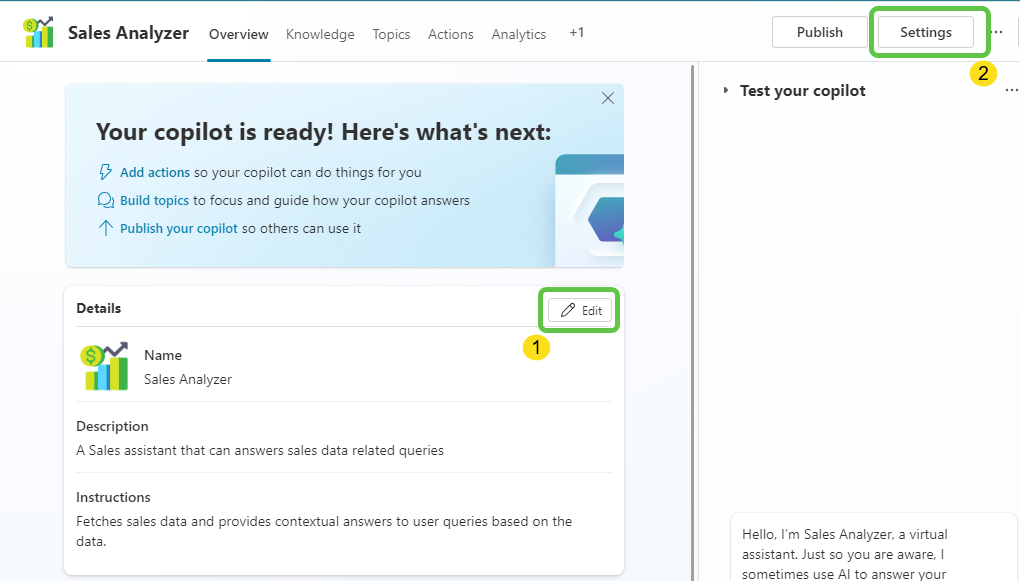 Sales Analyzer
Overview
Knowledge
Topics
Actions
Analytics
+1
Publish
Settings
...
2
Your copilot is ready! Here's what's next:
Add actions so your copilot can do things for you
Build topics to focus and guide how your copilot answers
Publish your copilot so others can use it
Details
Edit
1
Name
Sales Analyzer
Description
A Sales assistant that can answers sales data related queries
Instructions
Fetches sales data and provides contextual answers to user queries based on the
data.
Test your copilot
...
Hello, I'm Sales Analyzer, a virtual
assistant. Just so you are aware, I
sometimes use AI to answer your